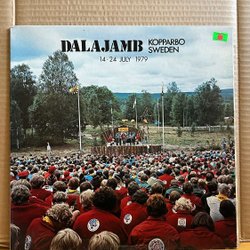 DALAJAMB KOPPARBO
SWEDEN
14-24 JULY 1979